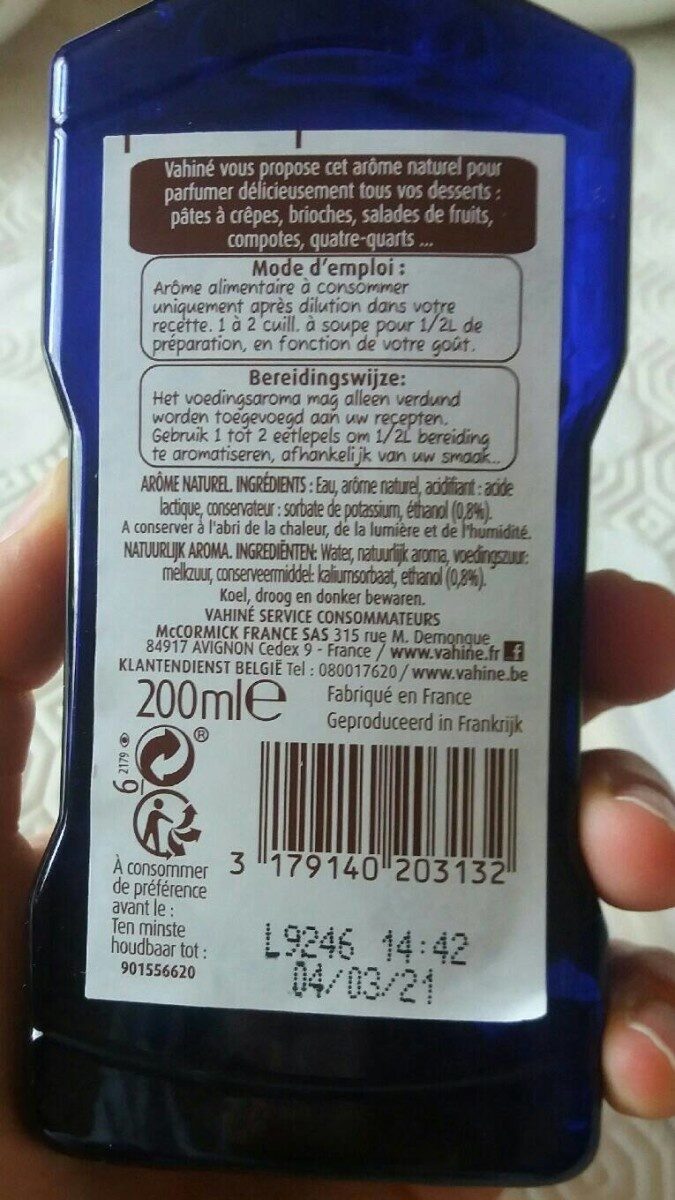 Vahiné vous propose cet arôme naturel pour
parfumer délicieusement tous vos desserts :
pâtes à crêpes, brioches, salades de fruits,
compotes, quatre-quarts ...
Mode d'emploi :
Arôme alimentaire à consommer
uniquement après dilution dans votre
recette. 1 à 2 cuill. à soupe pour 1/2L de
préparation, en fonction de votre goût.
Bereidingswijze:
Het voedingsaroma mag alleen verdund
worden toegevoegd aan uw recepten.
Gebruik 1 tot 2 eetlepels om 1/2L bereiding
te aromatiseren, afhankelijk van uw smaak..
ARÔME NATUREL. INGRÉDIENTS : Eau, arôme naturel, acidifiant : acide
lactique, conservateur : sorbate de potassium, éthanol (0,8%).
A conserver à l'abri de la chaleur, de la lumière et de l'humidité.
NATUURLIJK AROMA. INGREDIËNTEN: Water, natuurlijk aroma, voedingszuur:
melkzuur, conserveermiddel: kaliumsorbaat, ethanol (0,8%).
Koel, droog en donker bewaren.
VAHINÉ SERVICE CONSOMMATEURS
McCORMICK FRANCE SAS 315 rue M. Demonque
84917 AVIGNON Cedex 9 - France / www.vahine.fr f
KLANTENDIENST BELGIË Tel : 080017620 / www.vahine.be
200ml e
Fabriqué en France
Geproduceerd in Frankrijk
®
6 2179
3 179140 203132
À consommer
de préférence
avant le :
Ten minste
houdbaar tot :
901556620
L9246 14:42
04/03/21